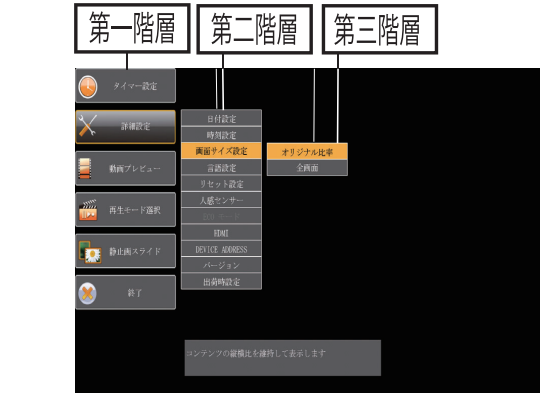 第一階層
第二階層
第三階層
タイマー設定
詳細設定
動画プレビュー
再生モード選択
静止画スライド
終了
日付設定
時刻設定
画面サイズ設定
言語設定
リセット設定
人感センサー
HDMI
DEVICE ADDRESS
バージョン
出荷時設定
オリジナル比率
全画面
コンテンツの縦横比を維持して表示します